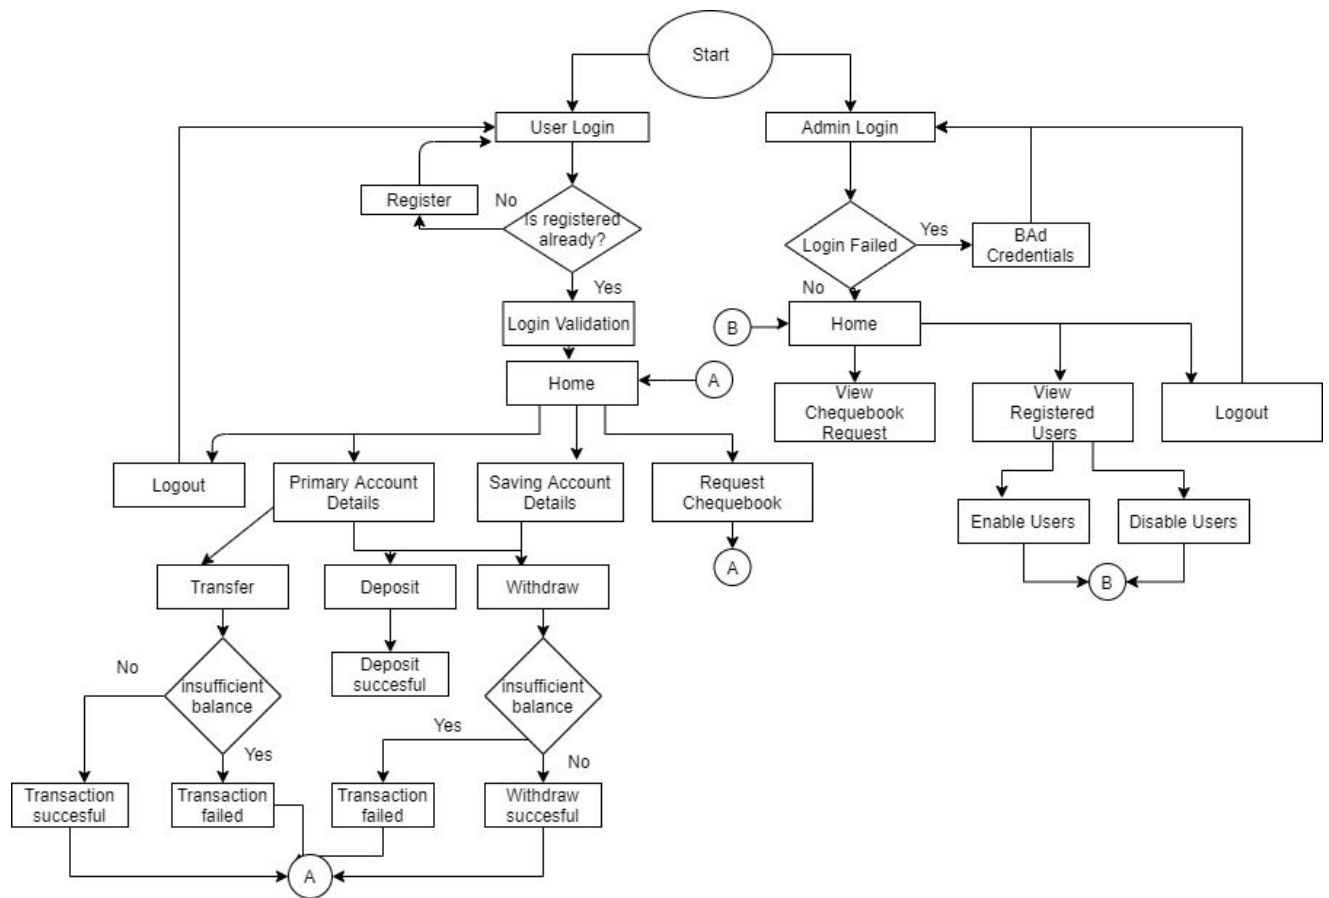 Start
User Login
Admin Login
Register
No
Is registered
already?
Login Failed
Yes
BAd
Credentials
Yes
No
Login Validation
B
Home
Home
A
View
Chequebook
Request
View
Registered
Users
Logout
Logout
Primary Account
Details
Saving Account
Details
Request
Chequebook
Enable Users
Disable Users
A
B
Transfer
Deposit
Withdraw
No
insufficient
balance
Deposit
succesful
insufficient
balance
Yes
Yes
No
Transaction
succesful
Transaction
failed
Transaction
failed
Withdraw
succesful
A